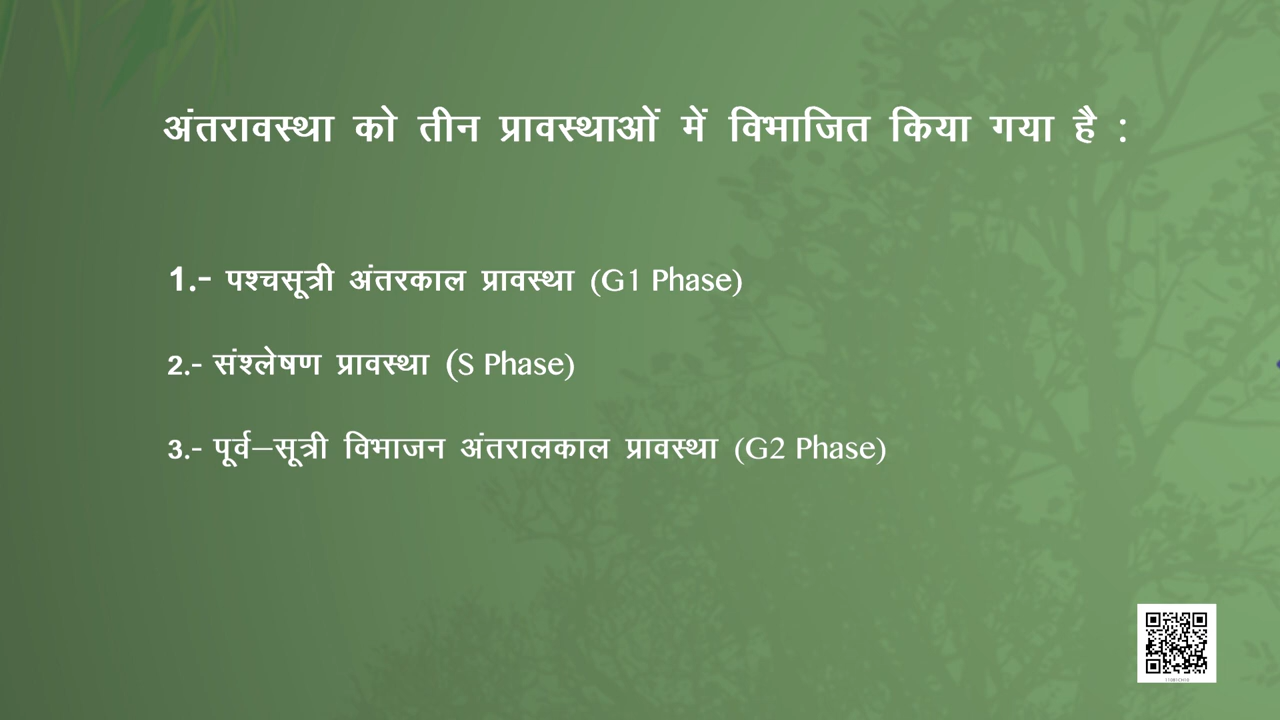 अंतरावस्था को तीन प्रावस्थाओं में विभाजित किया गया है :
1.- पश्चसूत्री अंतरकाल प्रावस्था (G1 Phase)
2.- संश्लेषण प्रावस्था (S Phase)
3.- पूर्व–सूत्री विभाजन अंतरालकाल प्रावस्था (G2 Phase)